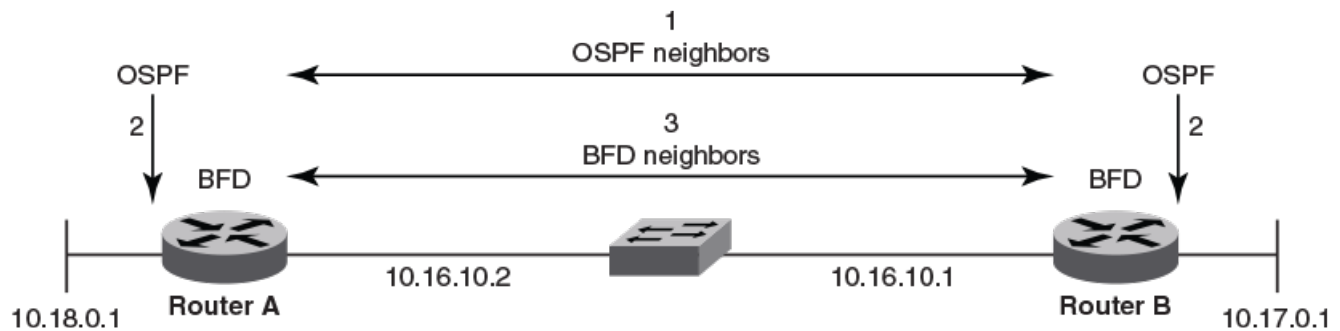 1
OSPF neighbors
OSPF
OSPF
2
2
3
BFD neighbors
BFD
BFD
10.16.10.2
10.16.10.1
10.18.0.1
Router A
Router B
10.17.0.1